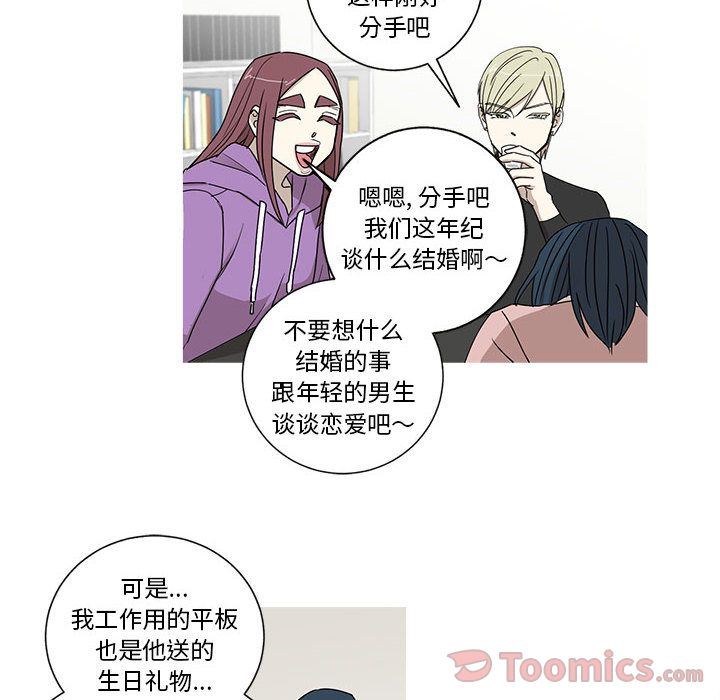 分手吧
嗯嗯, 分手吧
我们这年纪
谈什么结婚啊～
不要想什么
结婚的事
跟年轻的男生
谈谈恋爱吧～
可是...
我工作用的平板
也是他送的
生日礼物...
Toomics.com